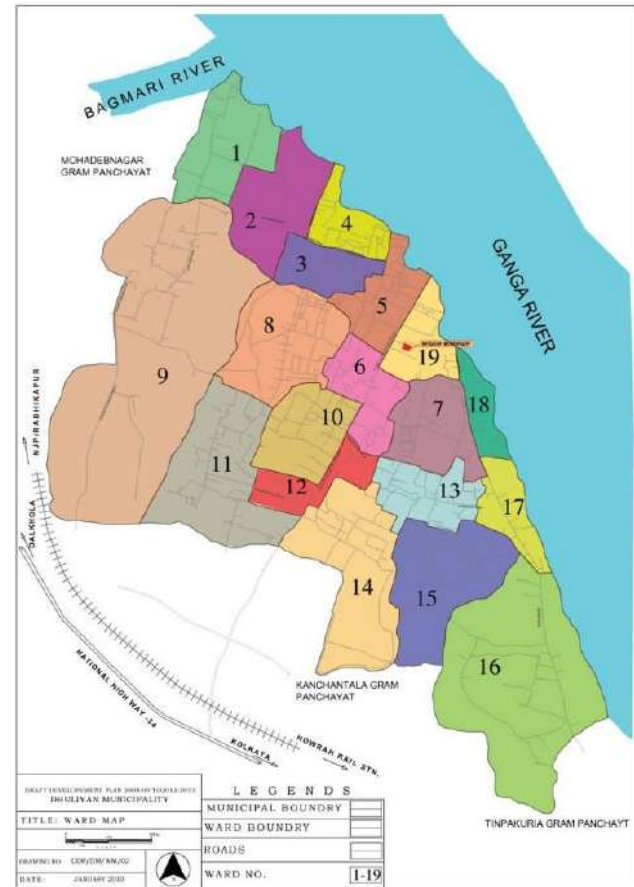 BAGMARI RIVER
MOHADEBNAGAR
GRAM PANCHAYAT
1
2
4
3
5
GANGA RIVER
8
19
6
9
7
18
10
11
12
13
17
14
15
16
NJP/RADHIKAPUR
DALKHOLA
NATIONAL HIGH WAY -34
KOLKATA
HOWRAH RAIL STN.
KANCHANTALA GRAM
PANCHAYAT
TINPAKURIA GRAM PANCHAYT
DHULIYAN MUNICIPALITY
TITLE: WARD MAP
DRAWING NO
DATE: JANUARY 2010
LEGENDS
MUNICIPAL BOUNDRY
WARD BOUNDRY
ROADS
WARD NO. 1-19